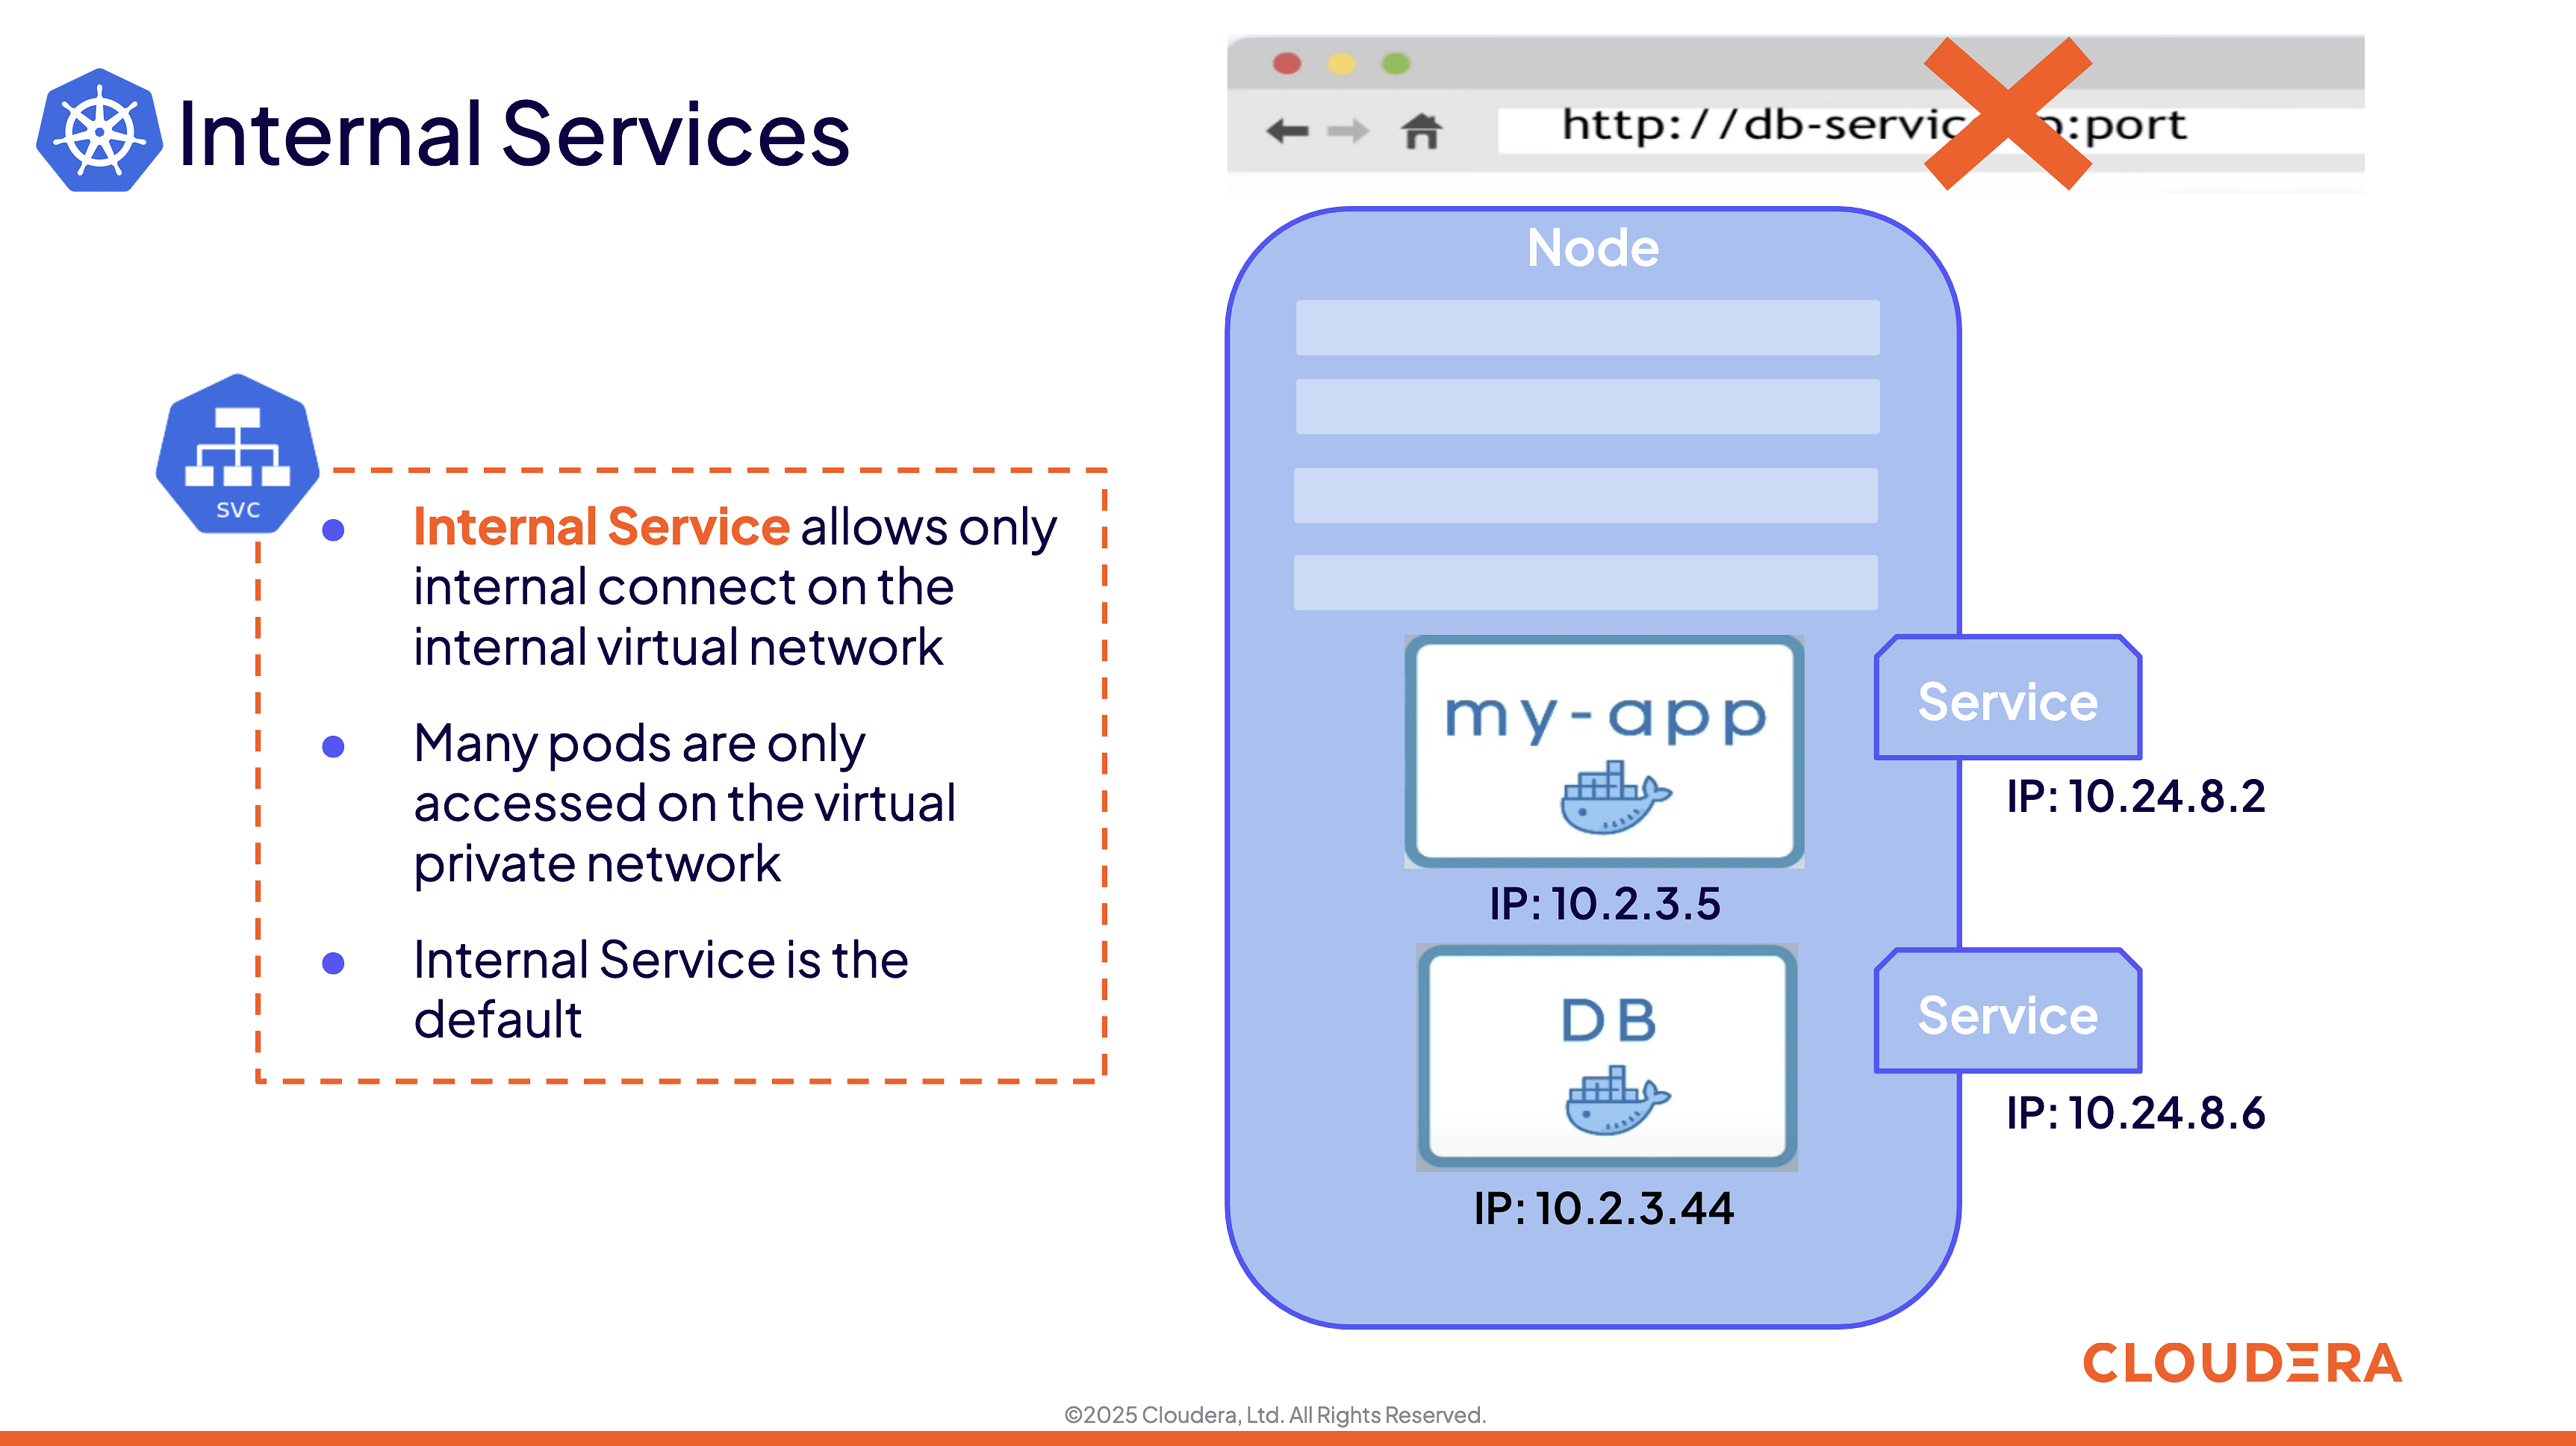 Internal Services
http://db-servic :port
svc
Internal Service allows only
internal connect on the
internal virtual network
Many pods are only
accessed on the virtual
private network
Internal Service is the
default
Node
my-app
IP: 10.2.3.5
Service
IP: 10.24.8.2
DB
IP: 10.2.3.44
Service
IP: 10.24.8.6
CLOUDERA
©2025 Cloudera, Ltd. All Rights Reserved.